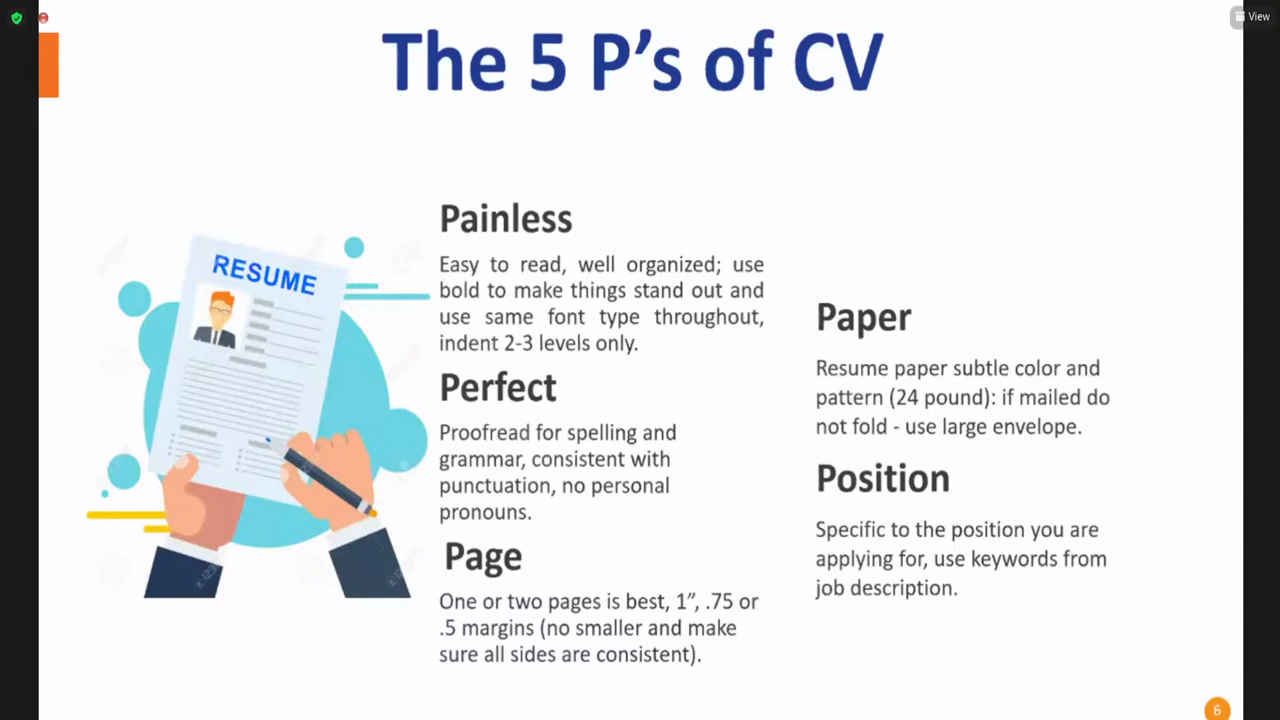 View
The 5 P's of CV
RESUME
Painless
Easy to read, well organized; use
bold to make things stand out and
use same font type throughout,
indent 2-3 levels only.
Perfect
Proofread for spelling and
grammar, consistent with
punctuation, no personal
pronouns.
Page
One or two pages is best, 1”, .75 or
.5 margins (no smaller and make
sure all sides are consistent).
Paper
Resume paper subtle color and
pattern (24 pound): if mailed do
not fold - use large envelope.
Position
Specific to the position you are
applying for, use keywords from
job description.
6